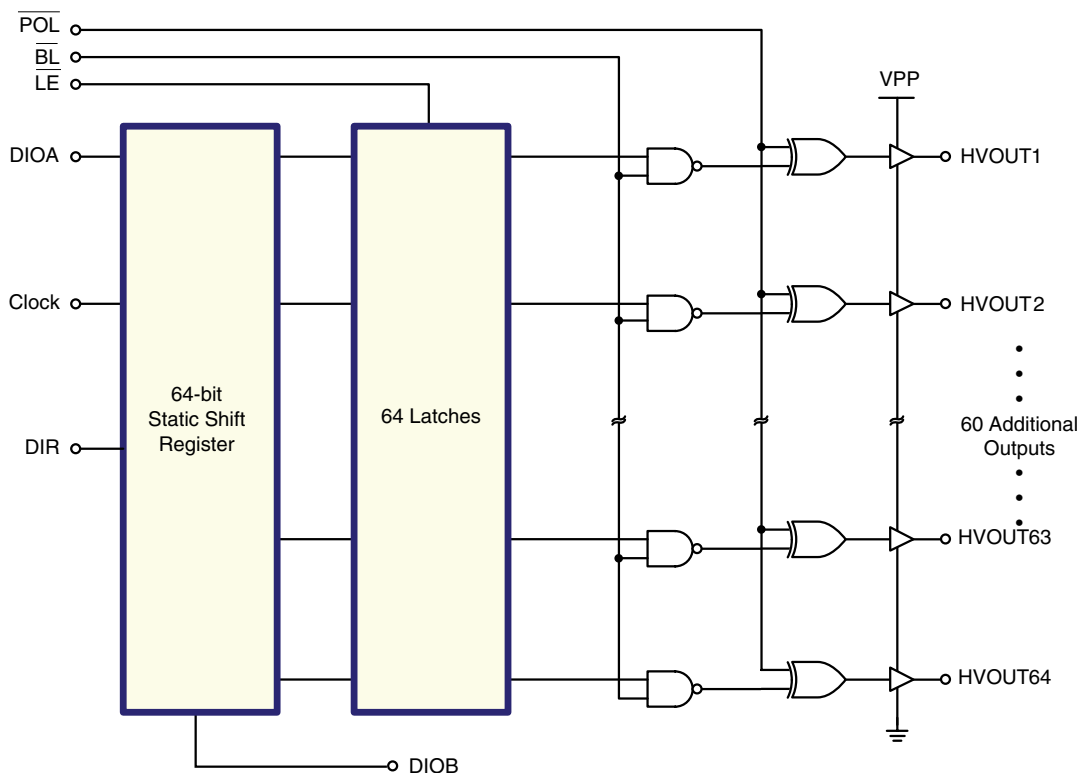 POL
BL
LE
VPP
DIOA
HVOUT1
Clock
HVOUT2
64-bit
Static Shift
Register
64 Latches
DIR
60 Additional
Outputs
HVOUT63
HVOUT64
DIOB